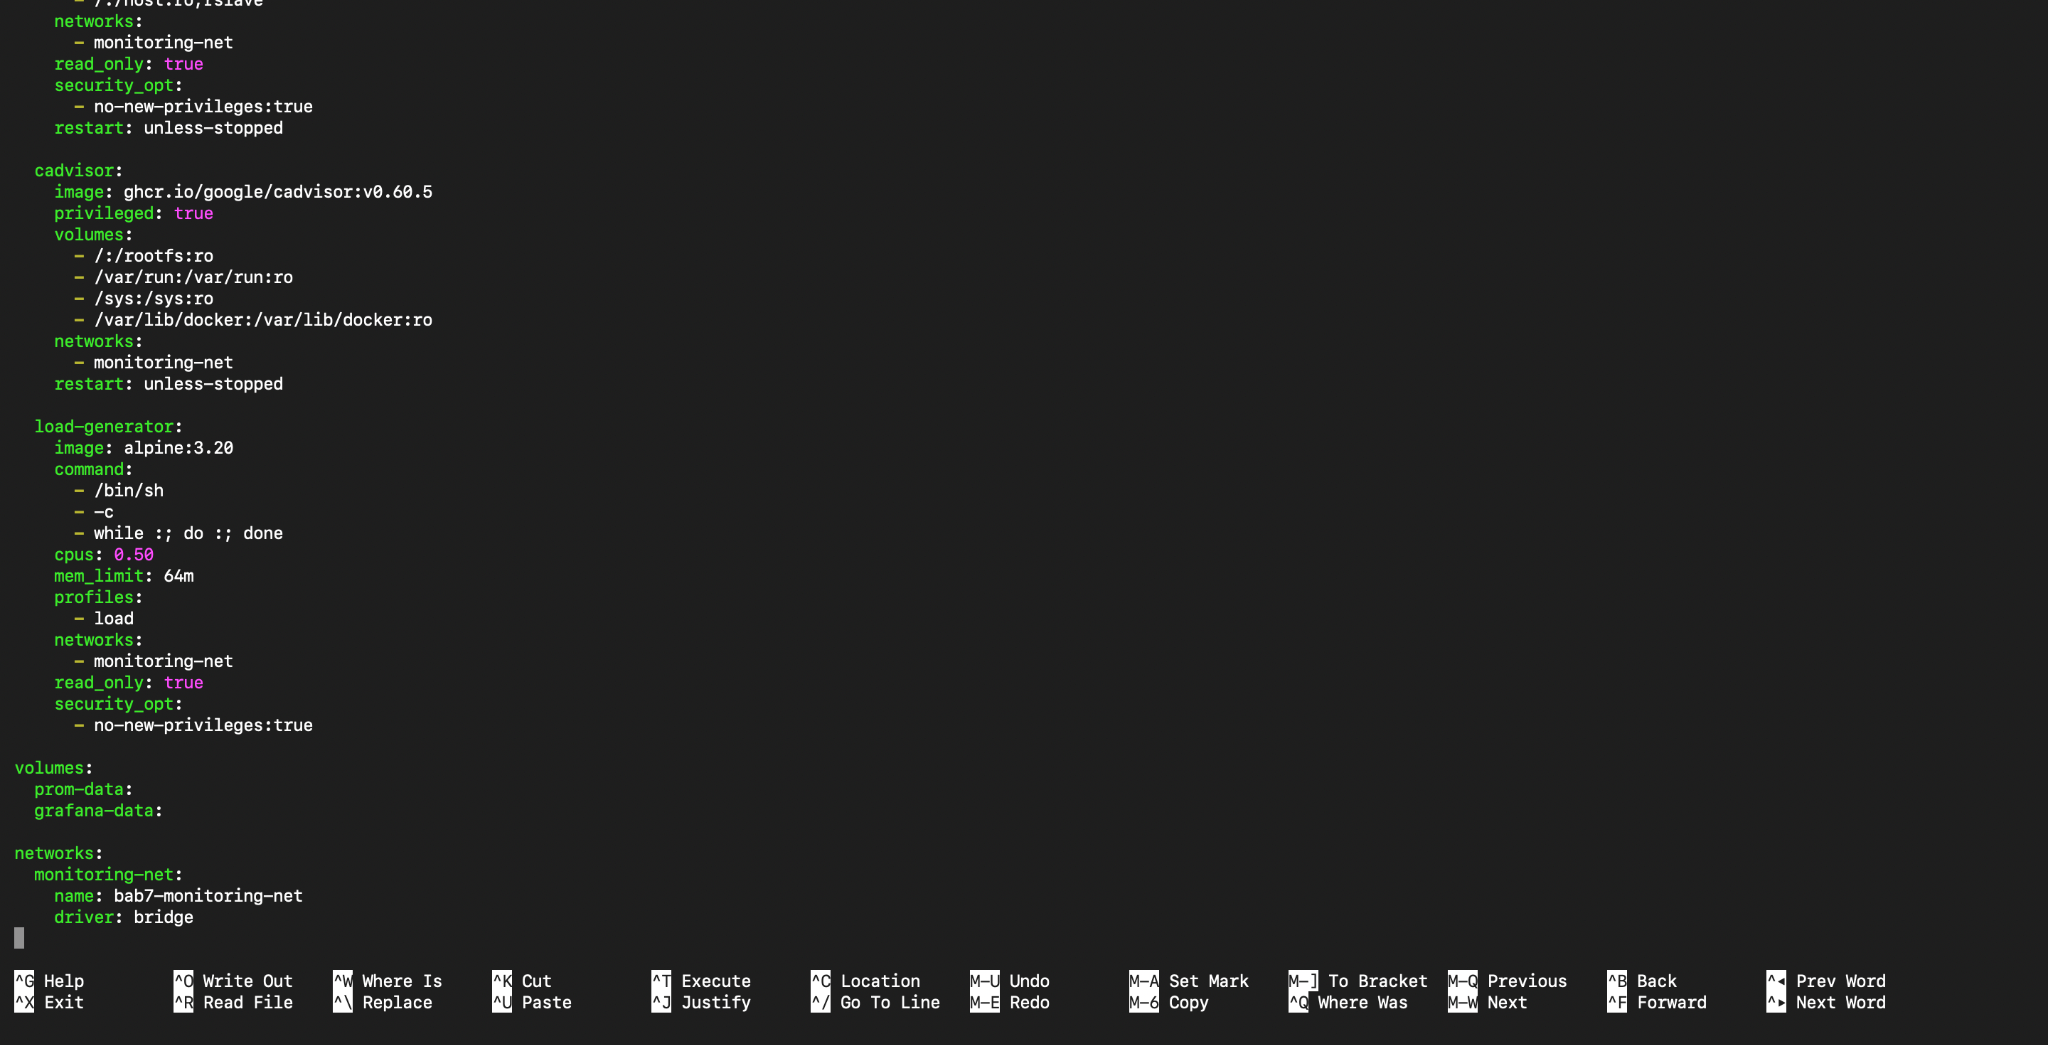 - /:/host:ro,rslave
    networks:
      - monitoring-net
    read_only: true
    security_opt:
      - no-new-privileges:true
    restart: unless-stopped

  cadvisor:
    image: ghcr.io/google/cadvisor:v0.60.5
    privileged: true
    volumes:
      - /:/rootfs:ro
      - /var/run:/var/run:ro
      - /sys:/sys:ro
      - /var/lib/docker:/var/lib/docker:ro
    networks:
      - monitoring-net
    restart: unless-stopped

  load-generator:
    image: alpine:3.20
    command:
      - /bin/sh
      - -c
      - while :; do :; done
    cpus: 0.50
    mem_limit: 64m
    profiles:
      - load
    networks:
      - monitoring-net
    read_only: true
    security_opt:
      - no-new-privileges:true

volumes:
  prom-data:
  grafana-data:

networks:
  monitoring-net:
    name: bab7-monitoring-net
    driver: bridge

^G Help ^O Write Out ^W Where Is ^K Cut ^T Execute ^C Location M-U Undo M-A Set Mark M-] To Bracket M-Q Previous ^B Back ^◂ Prev Word
^X Exit ^R Read File ^\ Replace ^U Paste ^J Justify ^/ Go To Line M-E Redo M-6 Copy ^Q Where Was M-W Next ^F Forward ^▸ Next Word